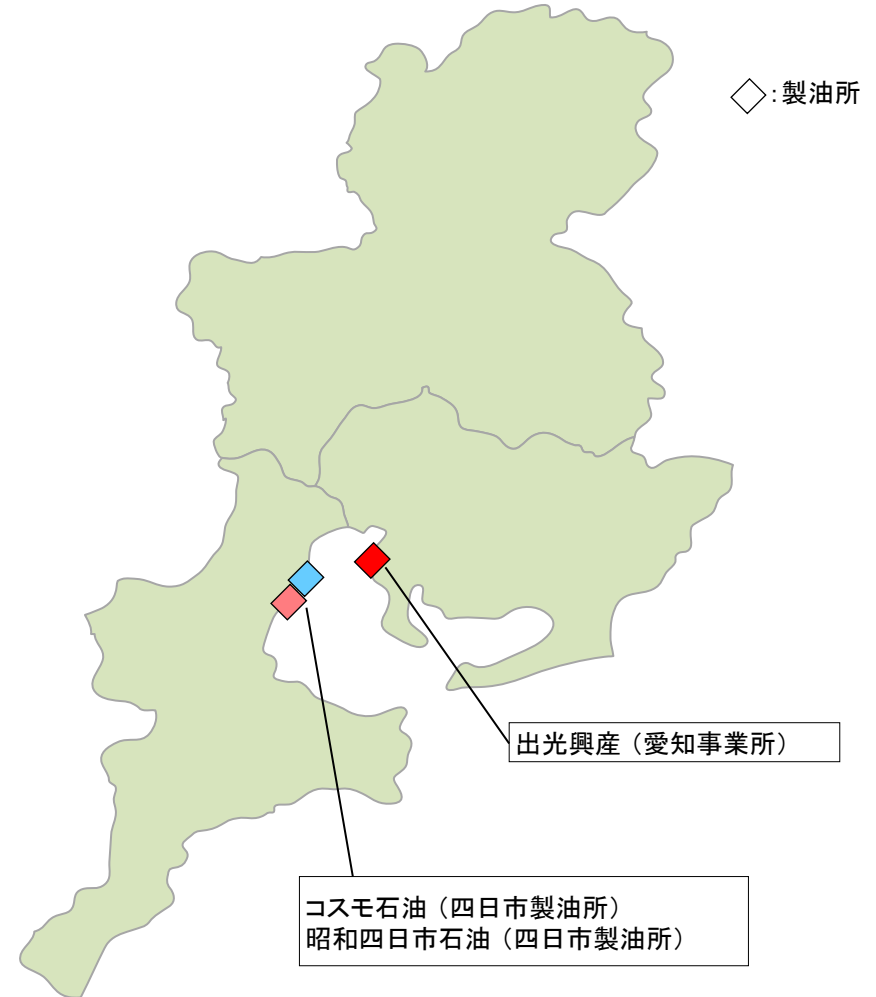 ◇：製油所
出光興産（愛知事業所）
コスモ石油（四日市製油所）
昭和四日市石油（四日市製油所）